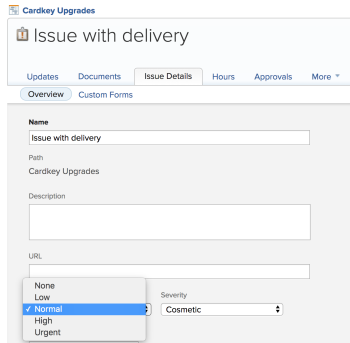 Cardkey Upgrades
Issue with delivery
Updates Documents Issue Details Hours Approvals More
Overview Custom Forms
Name
Issue with delivery
Path
Cardkey Upgrades
Description
URL
None
Low
Severity
✓ Normal
Cosmetic
High
Urgent